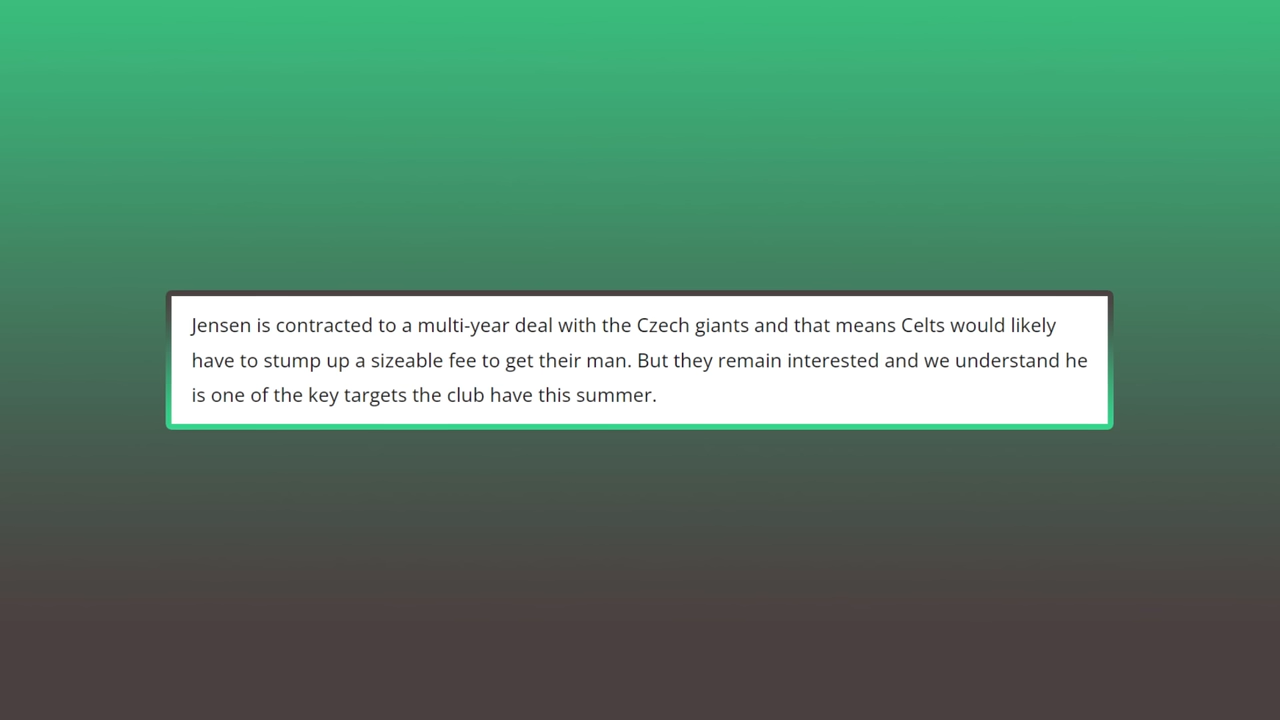 Jensen is contracted to a multi-year deal with the Czech giants and that means Celts would likely
have to stump up a sizeable fee to get their man. But they remain interested and we understand he
is one of the key targets the club have this summer.